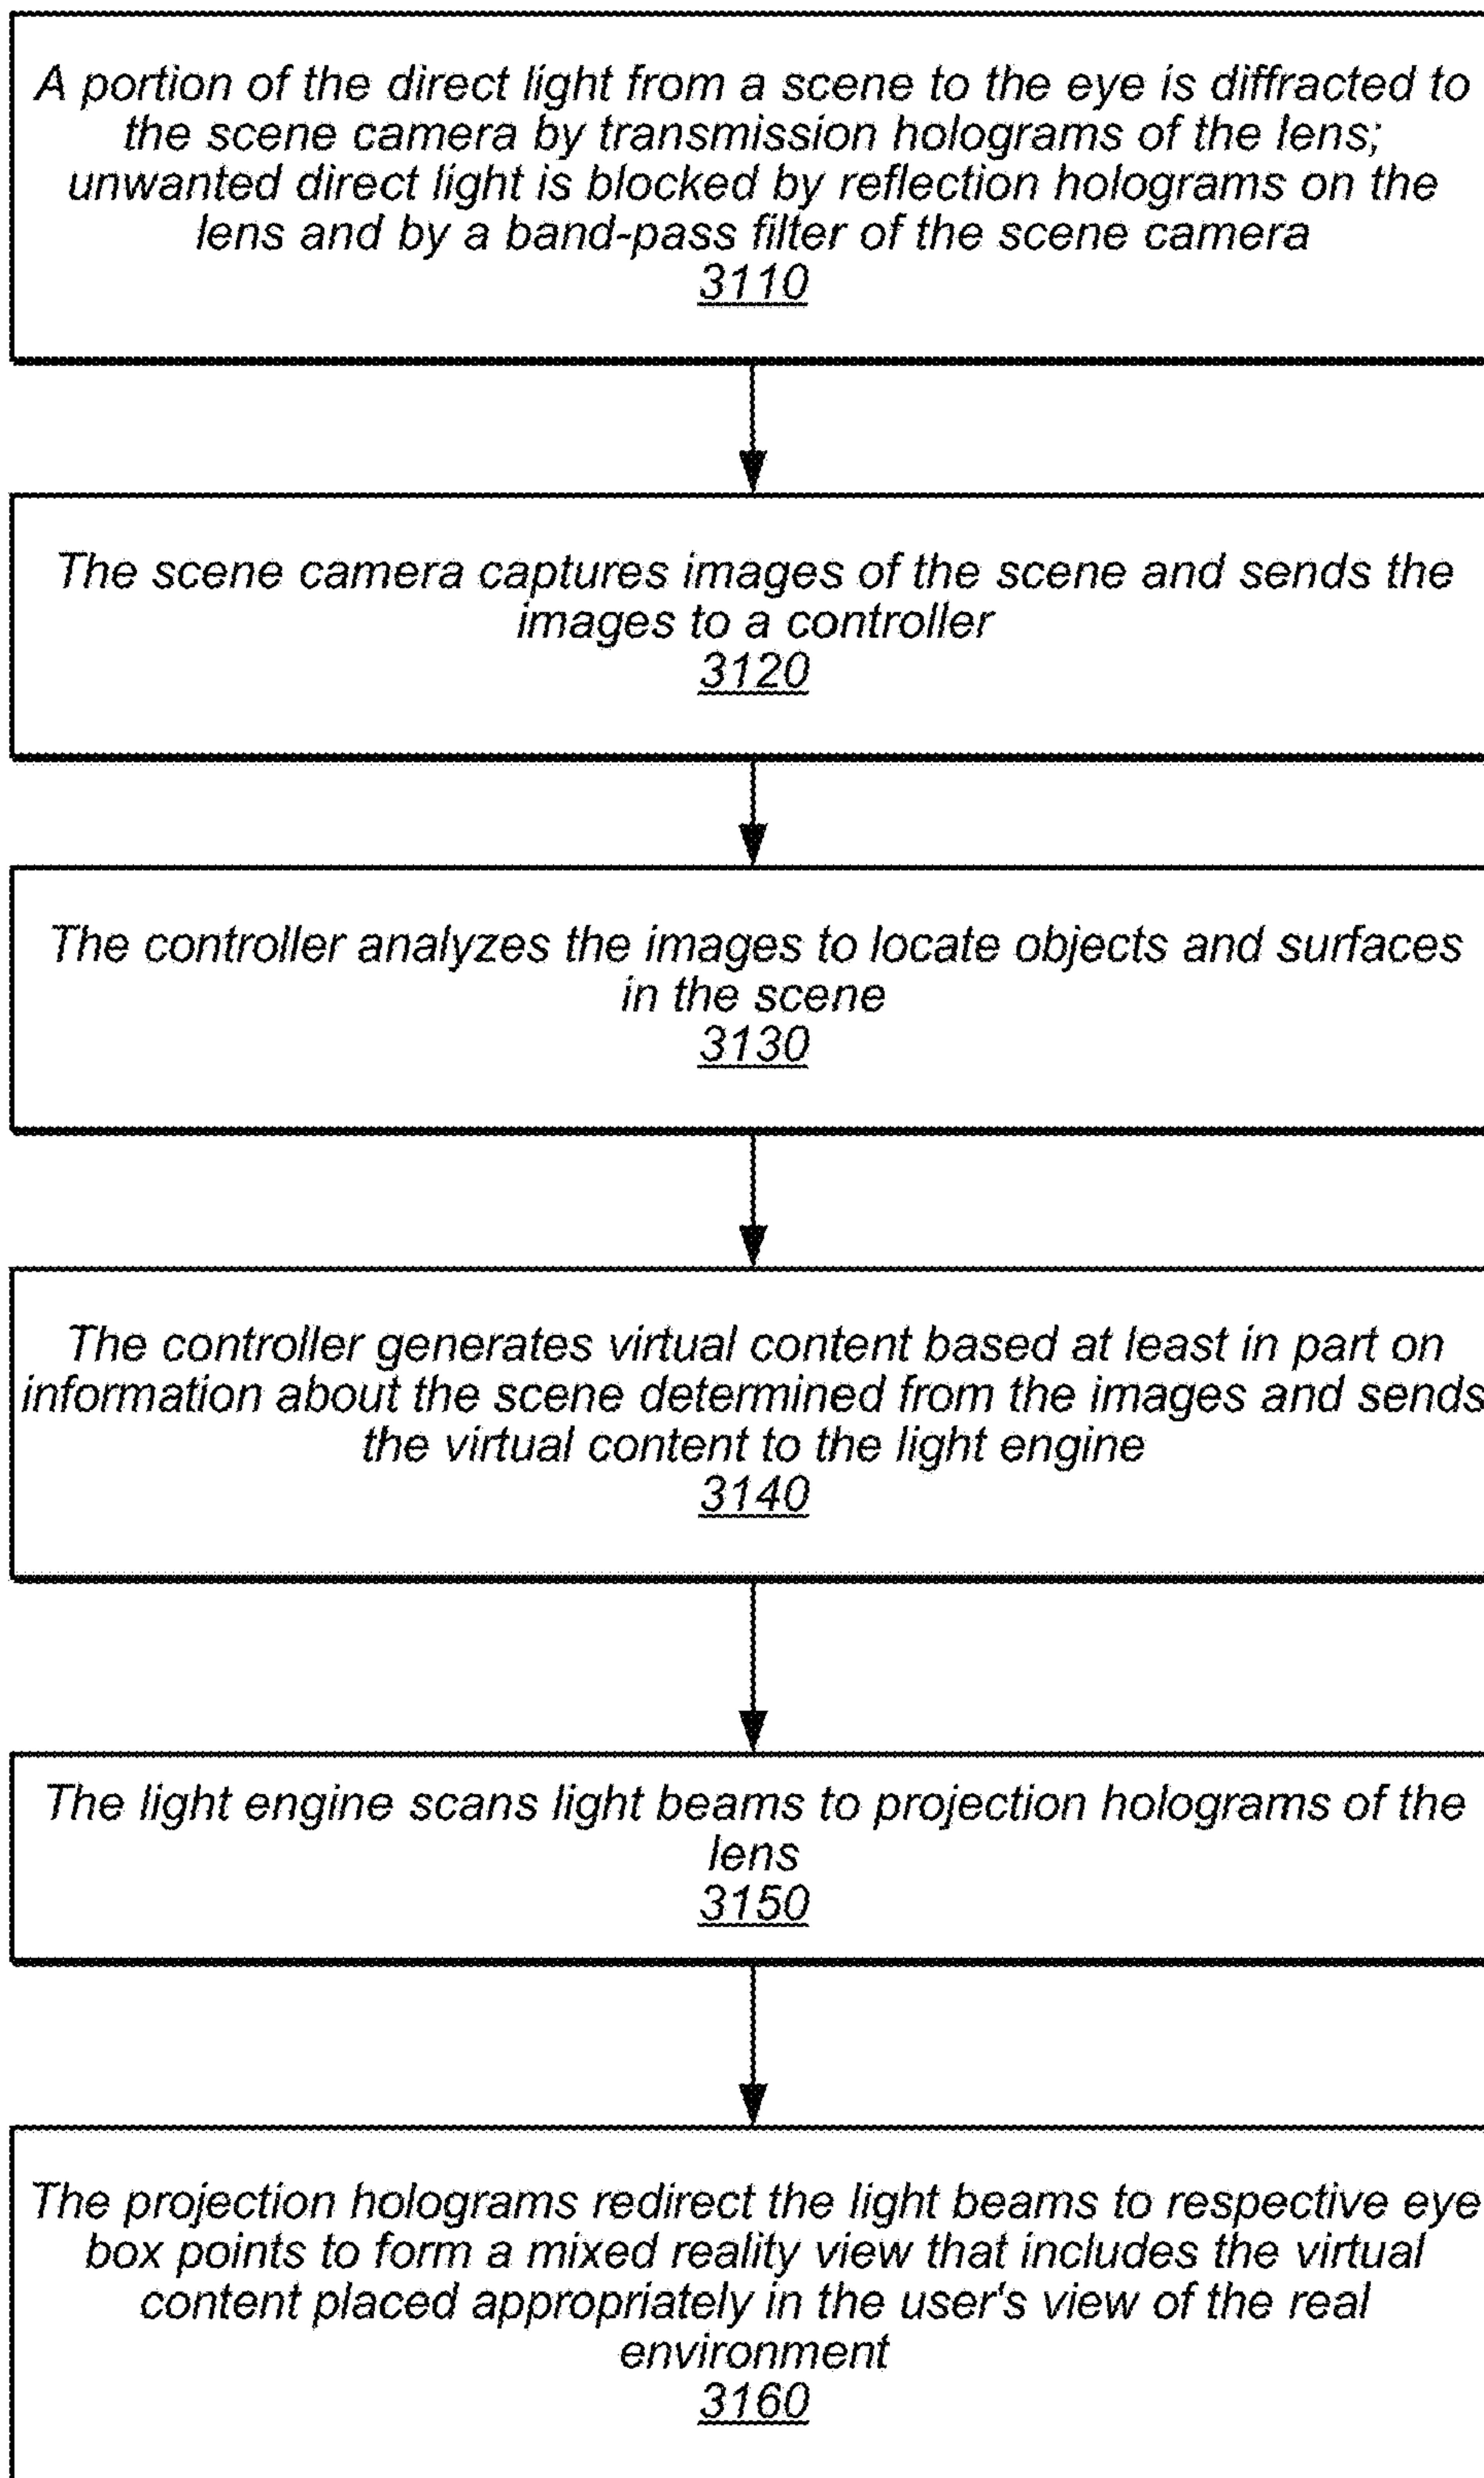 A portion of the direct light from a scene to the eye is diffracted to
the scene camera by transmission holograms of the lens;
unwanted direct light is blocked by reflection holograms on the
lens and by a band-pass filter of the scene camera
3110
The scene camera captures images of the scene and sends the
images to a controller
3120
The controller analyzes the images to locate objects and surfaces
in the scene
3130
The controller generates virtual content based at least in part on
information about the scene determined from the images and sends
the virtual content to the light engine
3140
The light engine scans light beams to projection holograms of the
lens
3150
The projection holograms redirect the light beams to respective eye
box points to form a mixed reality view that includes the virtual
content placed appropriately in the user's view of the real
environment
3160